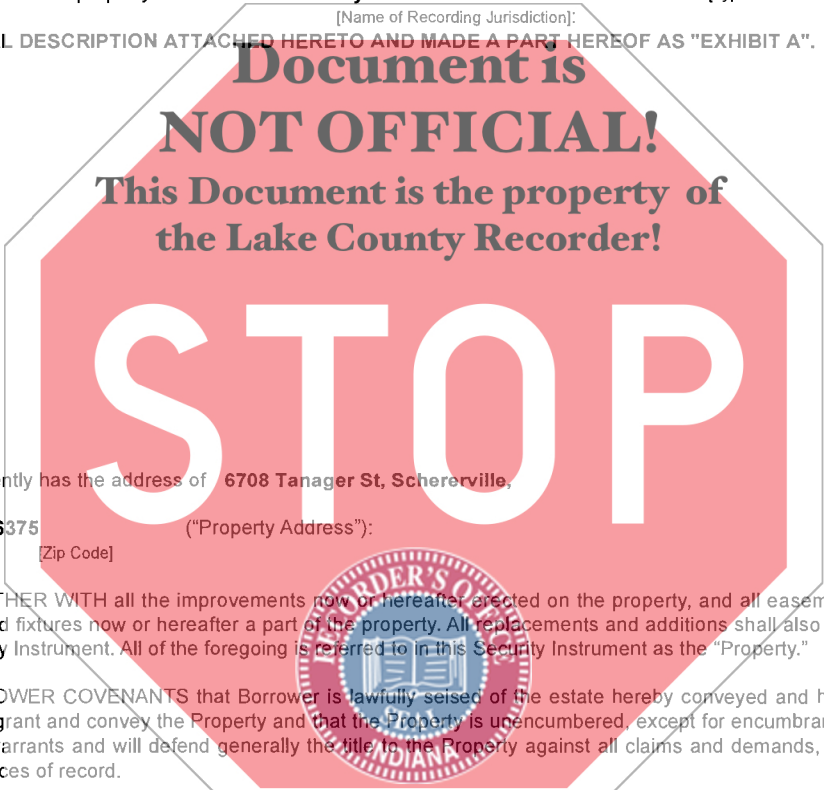 [Name of Recording Jurisdiction]:
L DESCRIPTION ATTACHED HERETO AND MADE A PART HEREOF AS "EXHIBIT A".
Document is
NOT OFFICIAL!
This Document is the property of
the Lake County Recorder!
STOP
ntly has the address of 6708 Tanager St, Schererville,
6375 ("Property Address"):
[Zip Code]
RECORDER'S OFFICE
THER WITH all the improvements now or hereafter erected on the property, and all easem
d fixtures now or hereafter a part of the property. All replacements and additions shall also
y Instrument. All of the foregoing is referred to in this Security Instrument as the “Property.”
SEAL
INDIANA
OWER COVENANTS that Borrower is lawfully seised of the estate hereby conveyed and h
grant and convey the Property and that the Property is unencumbered, except for encumbran
arrants and will defend generally the title to the Property against all claims and demands,
ces of record.